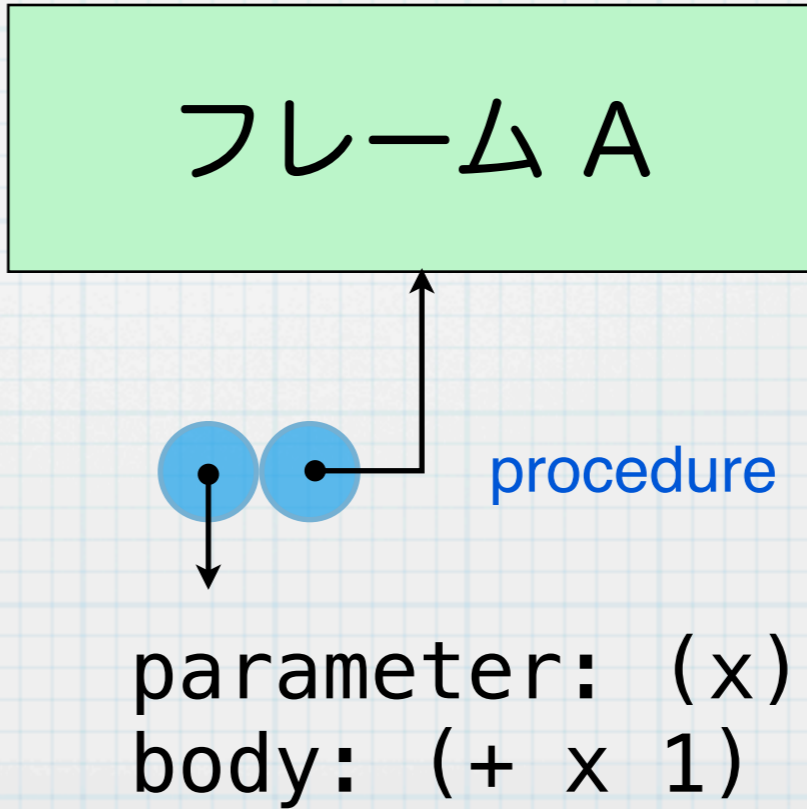 フレーム A
procedure
parameter: (x)
body: (+ x 1)